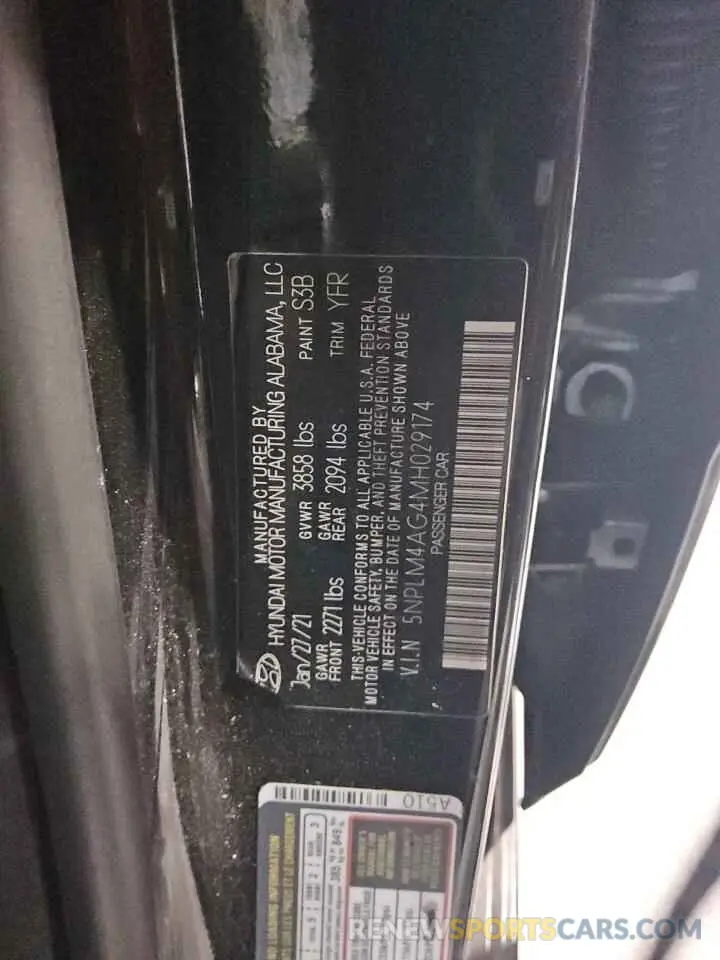 MANUFACTURED BY
HYUNDAI MOTOR MANUFACTURING ALABAMA, LLC
Jan/27/21 GVWR 3858 lbs PAINT S3B
GAWR FRONT 2271 lbs GAWR REAR 2094 lbs TRIM YFR
THIS VEHICLE CONFORMS TO ALL APPLICABLE U.S.A. FEDERAL
MOTOR VEHICLE SAFETY, BUMPER, AND THEFT PREVENTION STANDARDS
IN EFFECT ON THE DATE OF MANUFACTURE SHOWN ABOVE
V.I.N 5NPLM4AG4MH029174
PASSENGER CAR
A510
INFORMATION
RENEWSPORTSCARS.COM